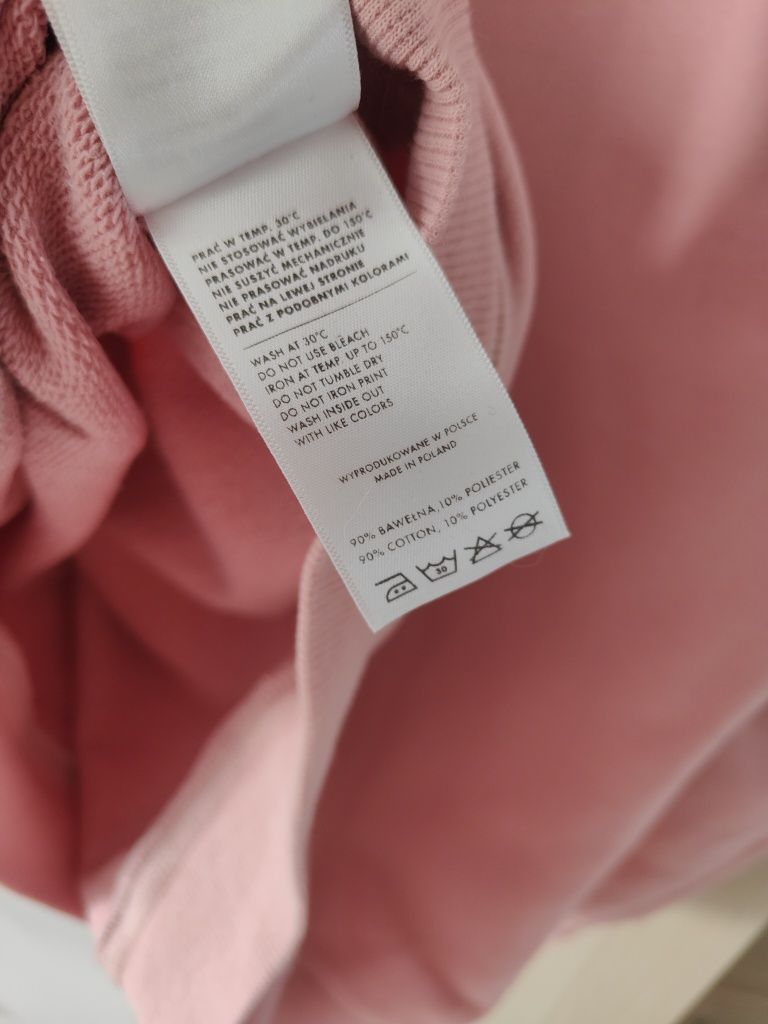 PRAĆ W TEMP. 30°C
NIE STOSOWAĆ WYBIELANIA
PRASOWAĆ W TEMP. DO 150°C
NIE SUSZYĆ MECHANICZNIE
NIE PRASOWAĆ NADRUKU
PRAĆ NA LEWEJ STRONIE
PRAĆ Z PODOBNYMI KOLORAMI
WASH AT 30°C
DO NOT USE BLEACH
IRON AT TEMP. UP TO 150°C
DO NOT TUMBLE DRY
DO NOT IRON PRINT
WASH INSIDE OUT
WITH LIKE COLORS
WYPRODUKOWANE W POLSCE
MADE IN POLAND
90% BAWEŁNA,10% POLIESTER
90% COTTON, 10% POLYESTER
30